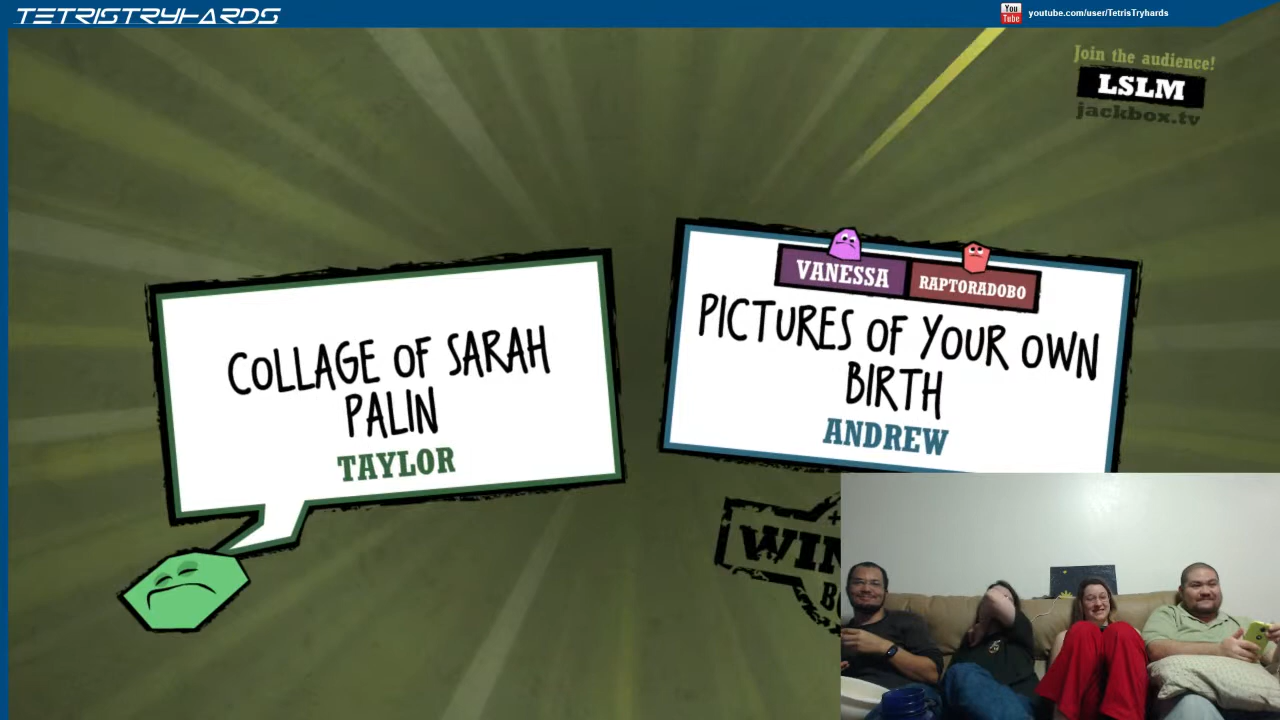 TETRISTRYHARDS
You Tube youtube.com/user/TetrisTryhards
Join the audience!
LSLM
jackbox.tv
COLLAGE OF SARAH
PALIN
TAYLOR
VANESSA RAPTORADOBO
PICTURES OF YOUR OWN
BIRTH
ANDREW